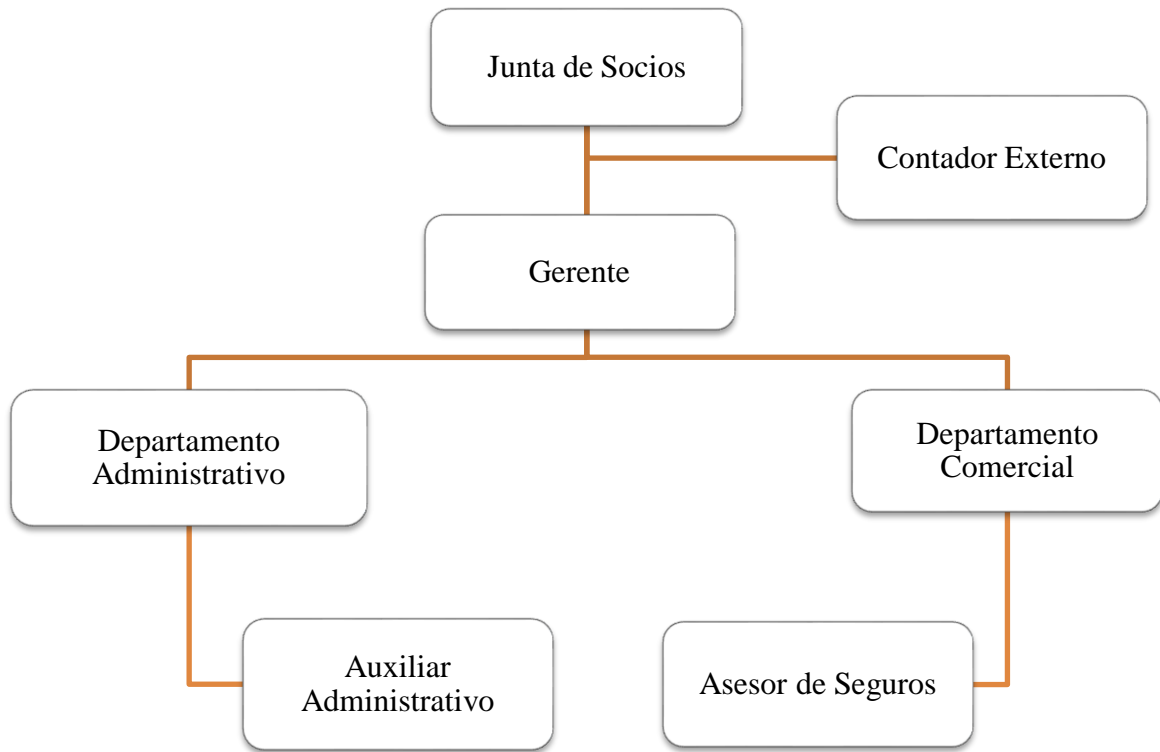 Junta de Socios
Contador Externo
Gerente
Departamento
Administrativo
Departamento
Comercial
Auxiliar
Administrativo
Asesor de Seguros